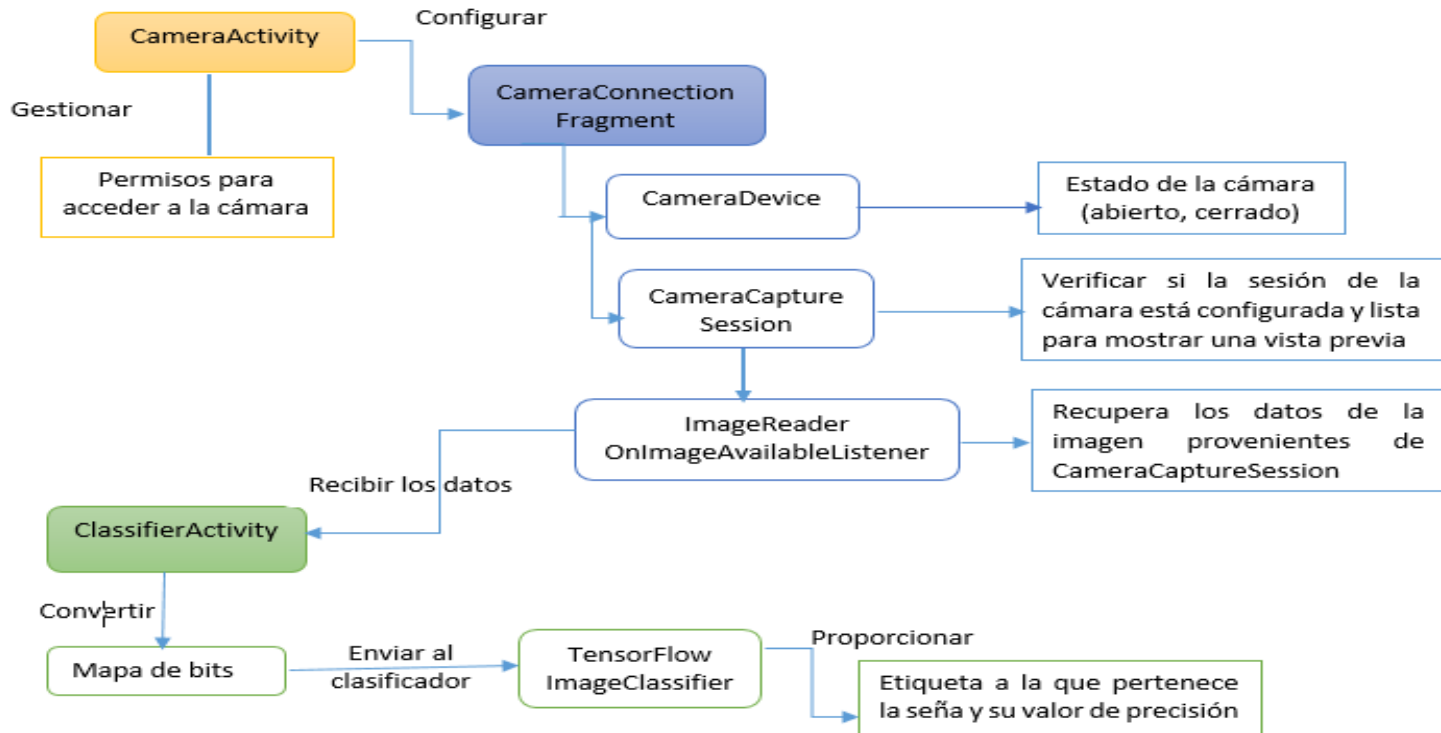 Configurar
CameraActivity
CameraConnection
Fragment
Gestionar
Permisos para
acceder a la cámara
CameraDevice
Estado de la cámara
(abierto, cerrado)
CameraCapture
Session
Verificar si la sesión de la
cámara está configurada y lista
para mostrar una vista previa
ImageReader
OnImageAvailableListener
Recupera los datos de la
imagen provenientes de
CameraCaptureSession
Recibir los datos
ClassifierActivity
Convertir
Mapa de bits
Enviar al
clasificador
TensorFlow
ImageClassifier
Proporcionar
Etiqueta a la que pertenece
la seña y su valor de precisión